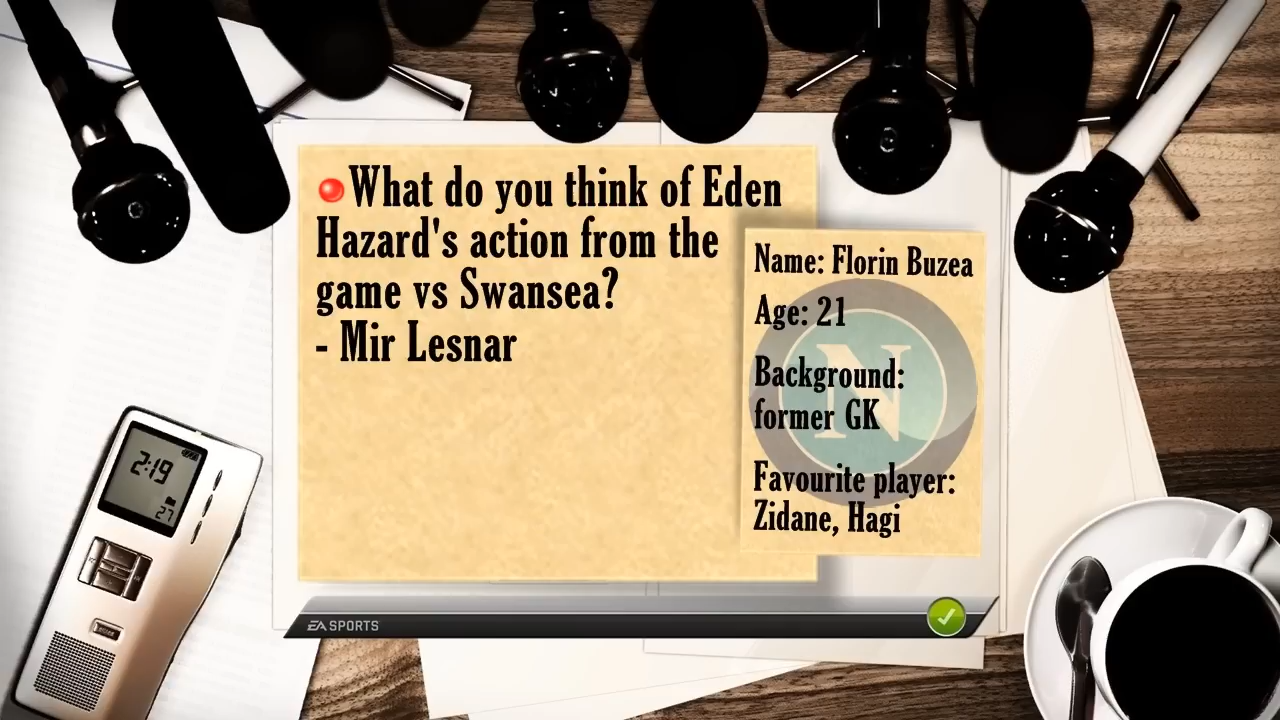 What do you think of Eden
Hazard's action from the
game vs Swansea?
- Mir Lesnar
Name: Florin Buzea
Age: 21
Background:
former GK
Favourite player:
Zidane, Hagi
N
2:19
27
EA SPORTS